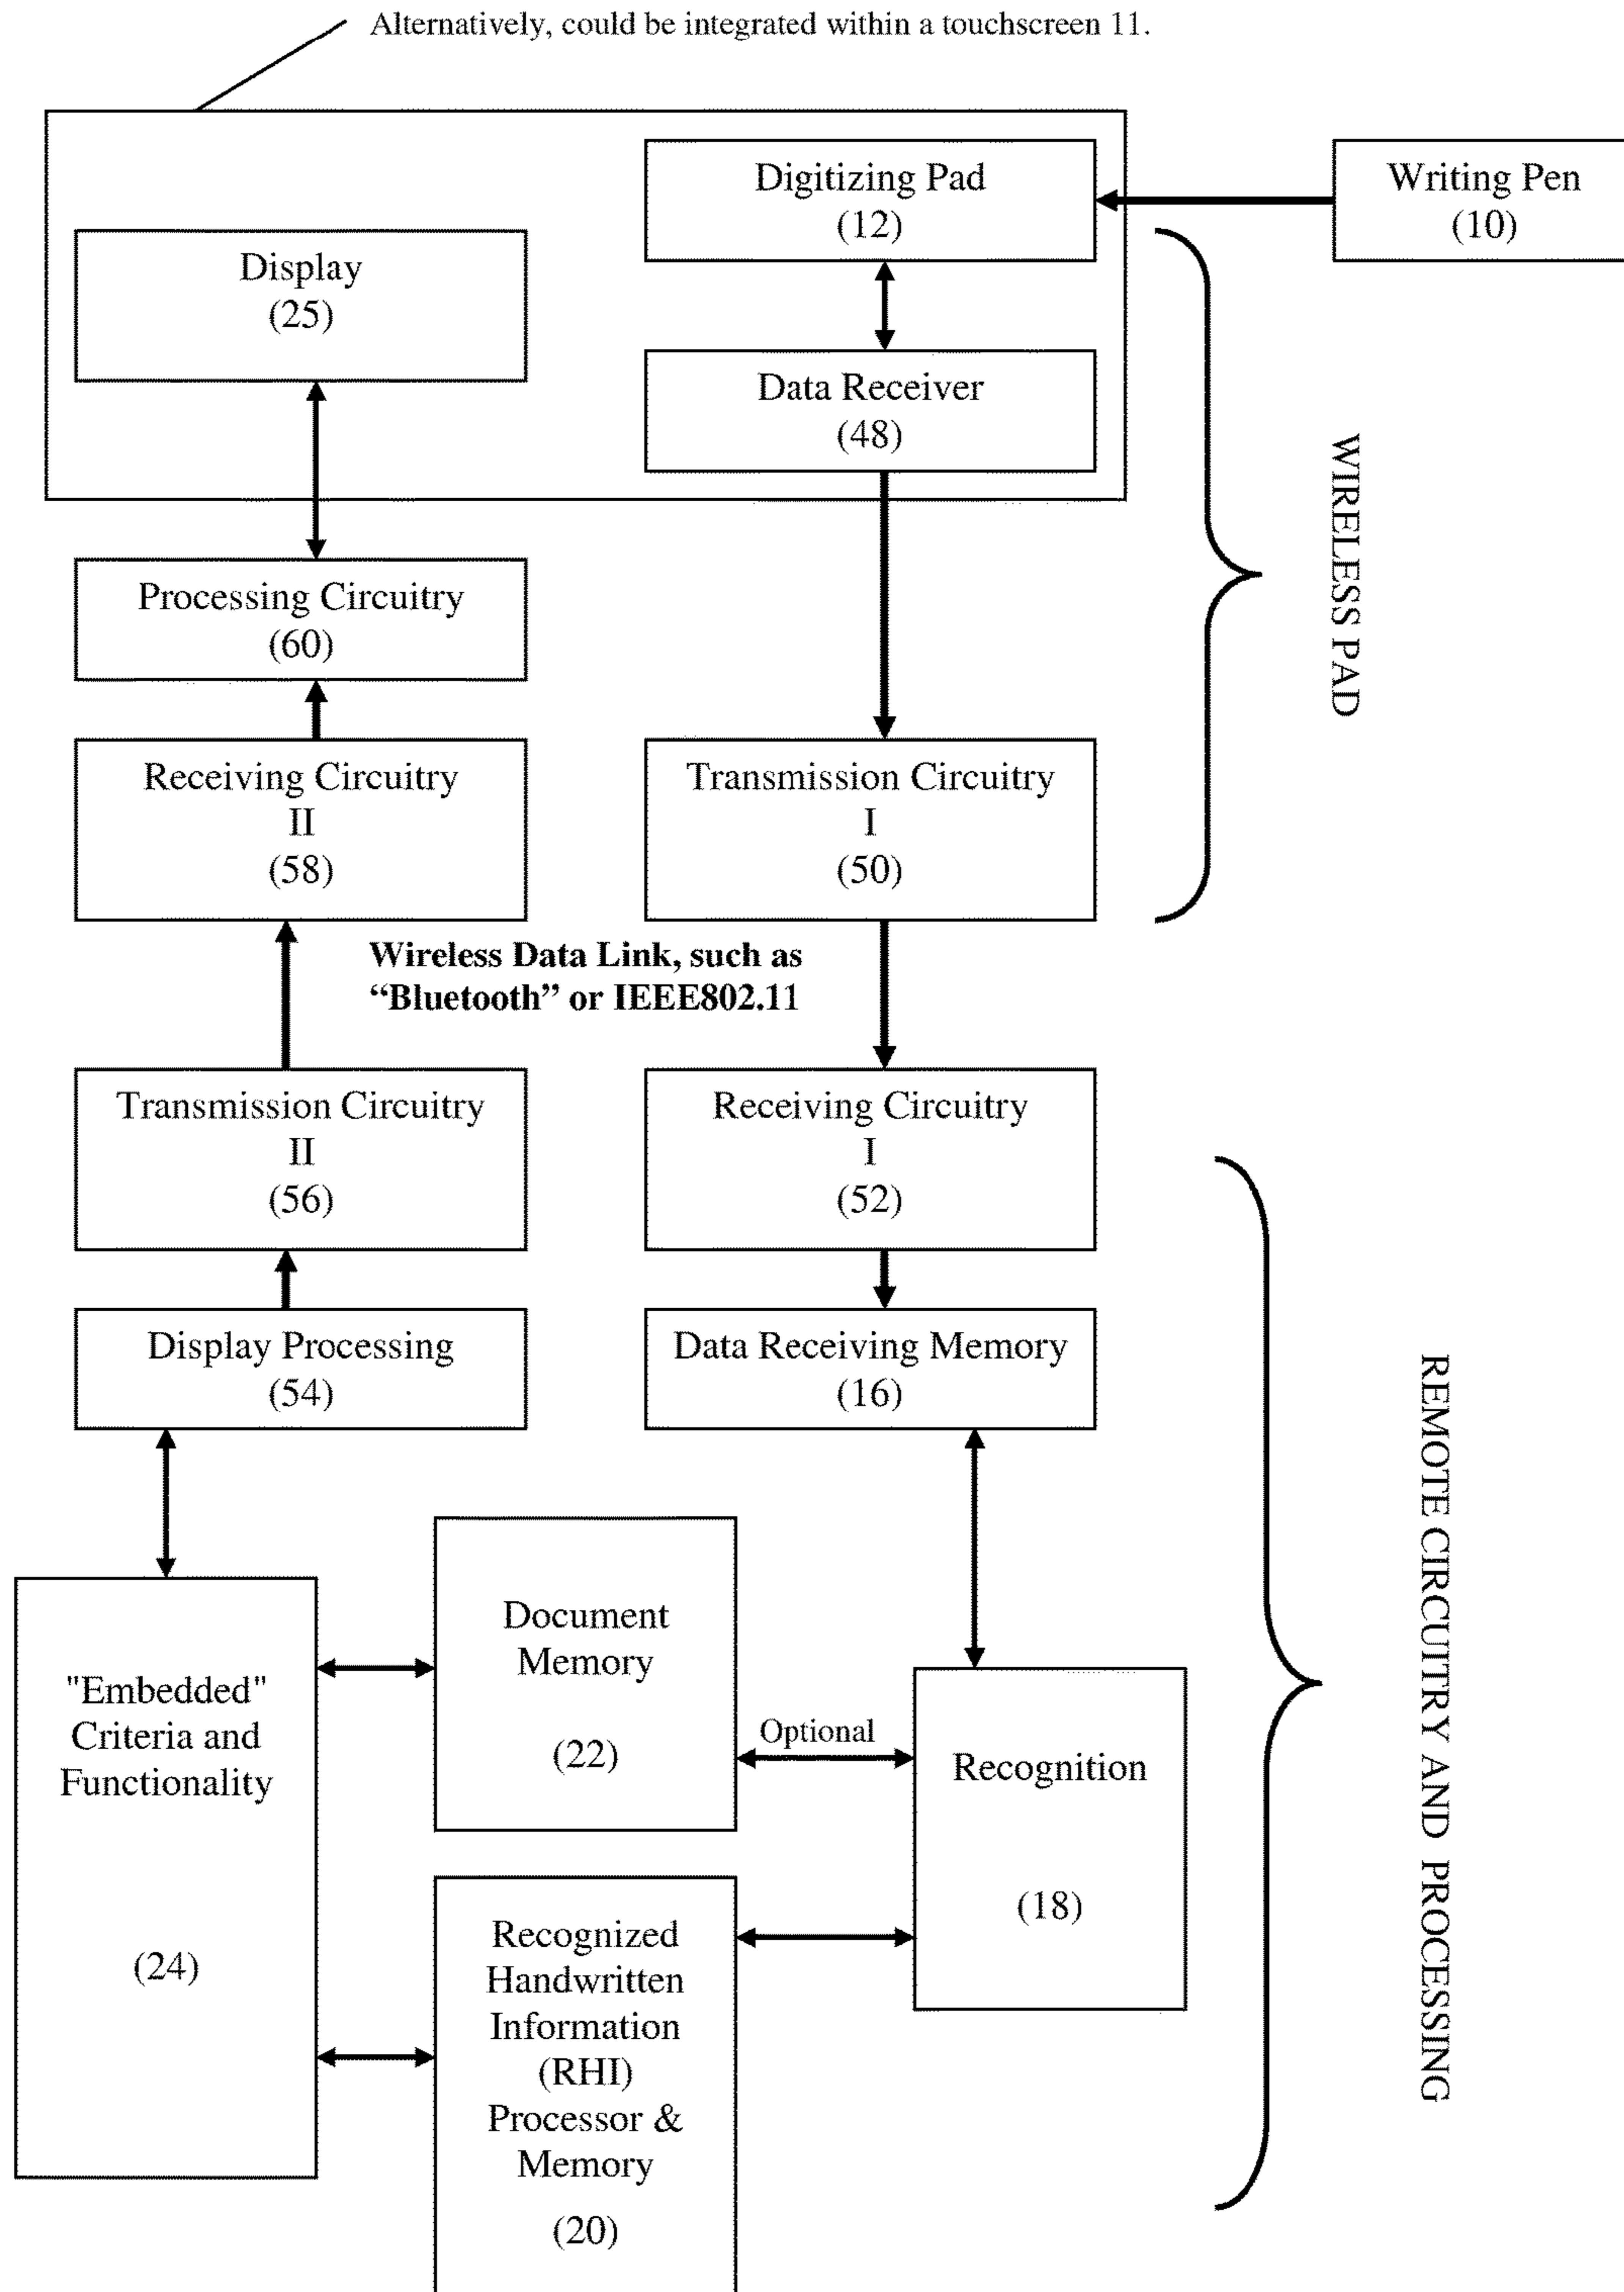 Alternatively, could be integrated within a touchscreen 11.
Digitizing Pad
(12)
Writing Pen
(10)
Display
(25)
Data Receiver
(48)
WIRELESS PAD
Processing Circuitry
(60)
Receiving Circuitry
II
(58)
Transmission Circuitry
I
(50)
Wireless Data Link, such as
“Bluetooth” or IEEE802.11
Transmission Circuitry
II
(56)
Receiving Circuitry
I
(52)
Display Processing
(54)
Data Receiving Memory
(16)
REMOTE CIRCUITRY AND PROCESSING
"Embedded"
Criteria and
Functionality
(24)
Document
Memory
(22)
Optional
Recognition
(18)
Recognized
Handwritten
Information
(RHI)
Processor &
Memory
(20)